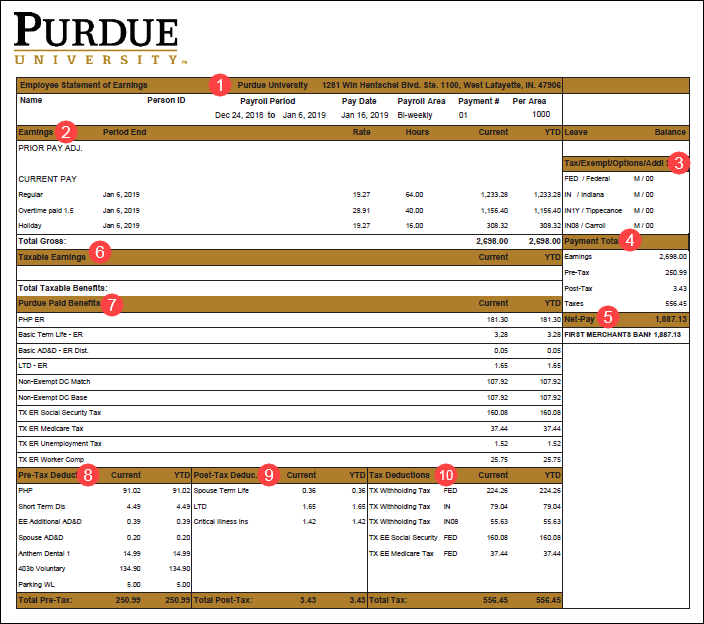 PURDUE
UNIVERSITY™
Employee Statement of Earnings 1 Purdue University 1281 Win Hentschel Blvd. Ste. 1100, West Lafayette, IN. 47906
Name Person ID Payroll Period Pay Date Payroll Area Payment # Per Area
Dec 24, 2018 to Jan 6, 2019 Jan 16, 2019 Bi-weekly 01 1000
Earnings 2 Period End Rate Hours Current YTD
PRIOR PAY ADJ.
CURRENT PAY
Regular Jan 6, 2019 19.27 64.00 1,233.28 1,233.28
Overtime paid 1.5 Jan 6, 2019 28.91 40.00 1,156.40 1,156.40
Holiday Jan 6, 2019 19.27 16.00 308.32 308.32
Total Gross: 2,698.00 2,698.00
Taxable Earnings 6 Current YTD
Total Taxable Benefits:
Purdue Paid Benefits 7 Current YTD
PHP ER 181.30 181.30
Basic Term Life - ER 3.28 3.28
Basic AD&D - ER Dist. 0.05 0.05
LTD - ER 1.65 1.65
Non-Exempt DC Match 107.92 107.92
Non-Exempt DC Base 107.92 107.92
TX ER Social Security Tax 160.08 160.08
TX ER Medicare Tax 37.44 37.44
TX ER Unemployment Tax 1.52 1.52
TX ER Worker Comp 25.75 25.75
Leave Balance
Tax/Exempt/Options/Addl 3
FED / Federal M / 00
IN / Indiana M / 00
IN1Y / Tippecanoe M / 00
IN08 / Carroll M / 00
Payment Tota 4
Earnings 2,698.00
Pre-Tax 250.99
Post-Tax 3.43
Taxes 556.45
Net-Pay 5 1,887.13
FIRST MERCHANTS BANK 1,887.13
Pre-Tax Deduc 8 Current YTD
PHP 91.02 91.02
Short Term Dis 4.49 4.49
EE Additional AD&D 0.39 0.39
Spouse AD&D 0.20 0.20
Anthem Dental 1 14.99 14.99
403b Voluntary 134.90 134.90
Parking WL 5.00 5.00
Total Pre-Tax: 250.99 250.99
Post-Tax Deduc. 9 Current YTD
Spouse Term Life 0.36 0.36
LTD 1.65 1.65
Critical Illness Ins 1.42 1.42
Total Post-Tax: 3.43 3.43
Tax Deductions 10 Current YTD
TX Withholding Tax FED 224.26 224.26
TX Withholding Tax IN 79.04 79.04
TX Withholding Tax IN08 55.63 55.63
TX EE Social Security FED 160.08 160.08
TX EE Medicare Tax FED 37.44 37.44
Total Tax: 556.45 556.45